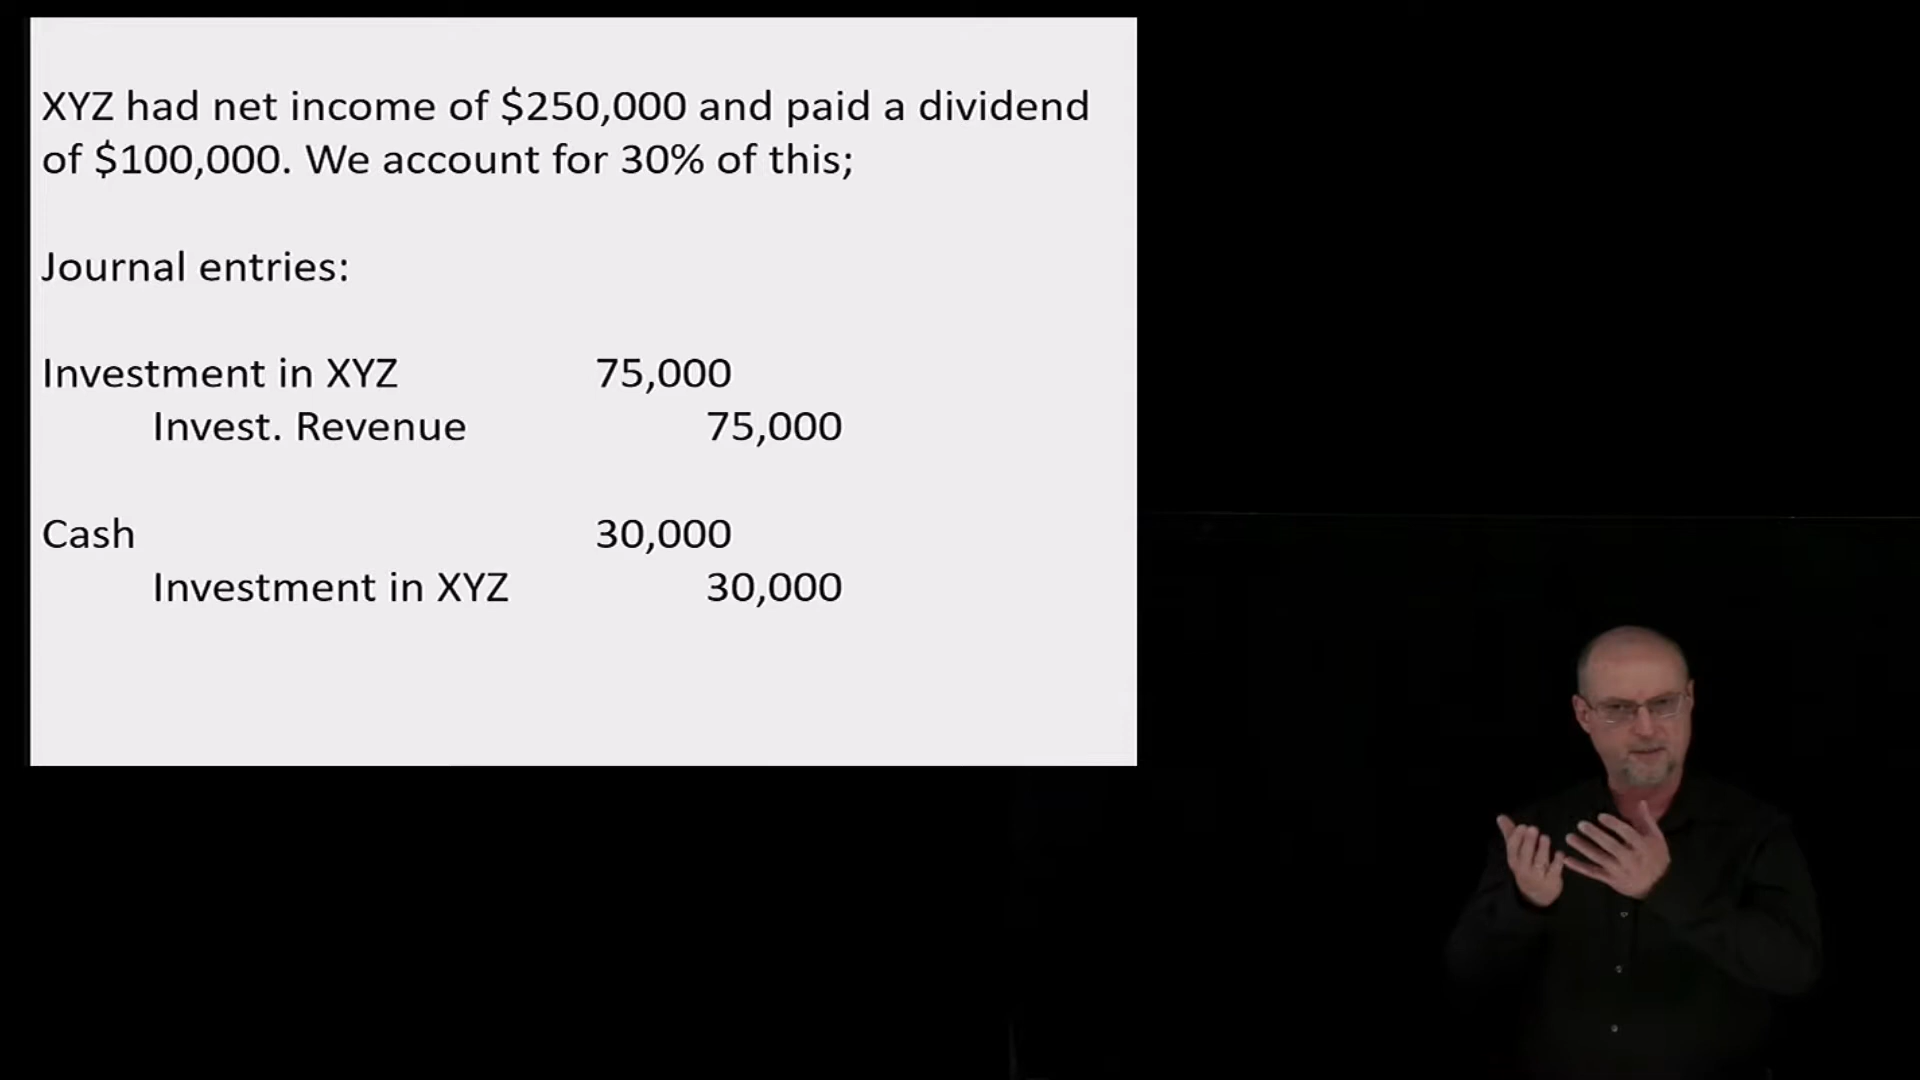 XYZ had net income of $250,000 and paid a dividend
of $100,000. We account for 30% of this;
Journal entries:
Investment in XYZ 75,000
Invest. Revenue 75,000
Cash 30,000
Investment in XYZ 30,000